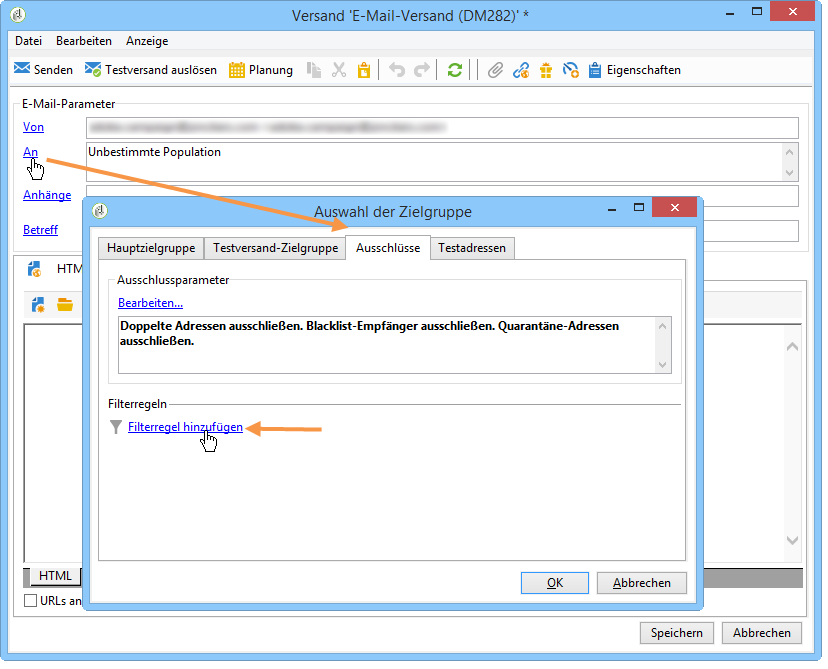 Versand 'E-Mail-Versand (DM282)' *
Datei Bearbeiten Anzeige
Senden Testversand auslösen Planung Eigenschaften
E-Mail-Parameter
Von
An Unbestimmte Population
Anhänge
Betreff
HTM
Auswahl der Zielgruppe
Hauptzielgruppe Testversand-Zielgruppe Ausschlüsse Testadressen
Ausschlussparameter
Bearbeiten...
Doppelte Adressen ausschließen. Blacklist-Empfänger ausschließen. Quarantäne-Adressen
ausschließen.
Filterregeln
Filterregel hinzufügen
OK Abbrechen
HTML
URLs an
Speichern Abbrechen